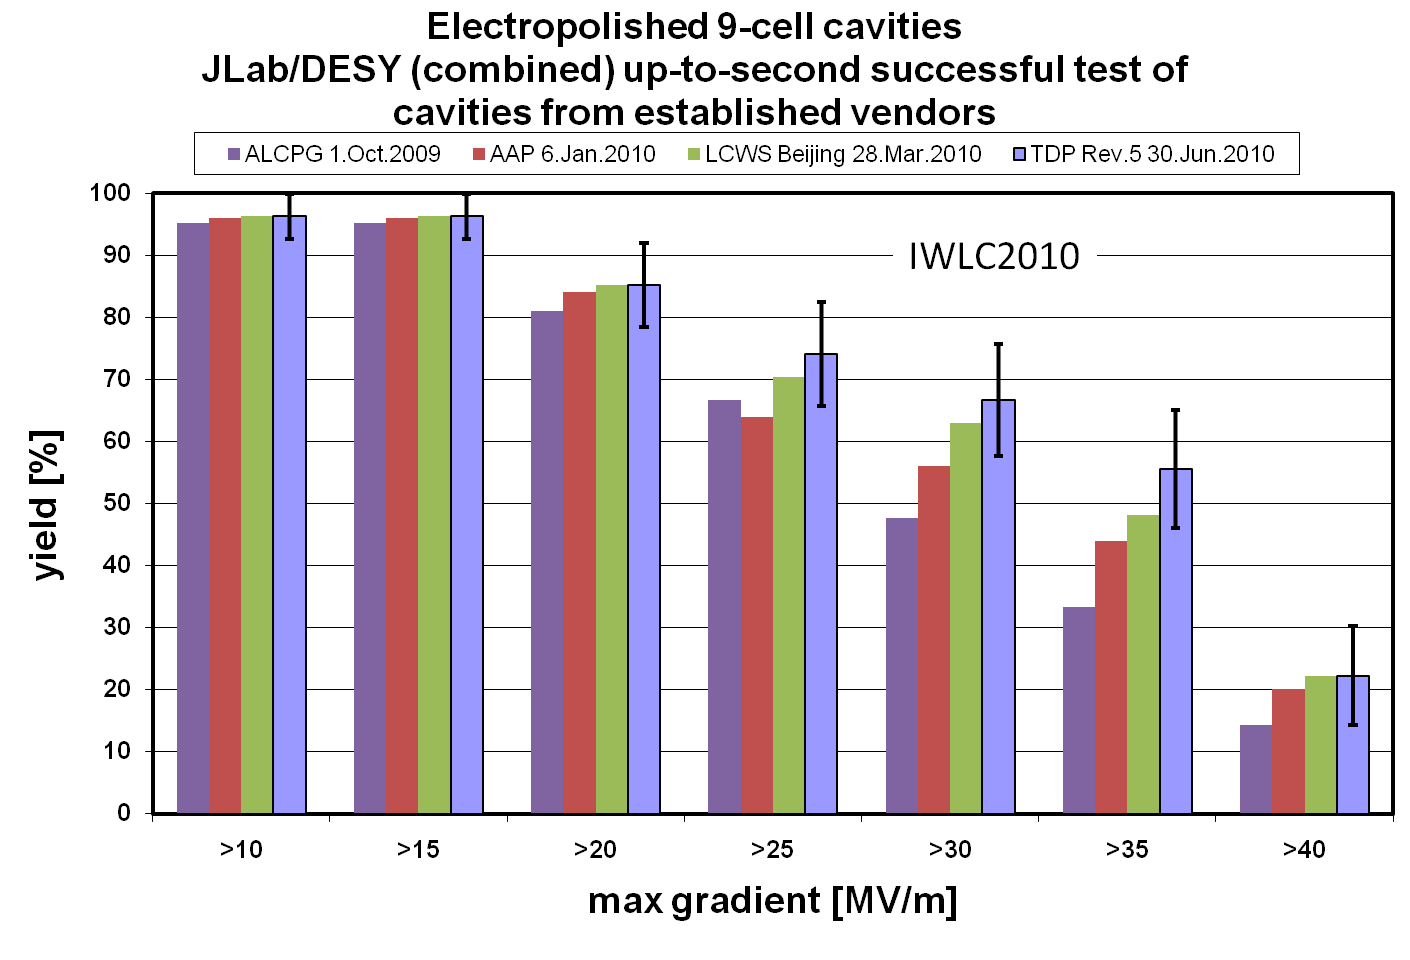 Electropolished 9-cell cavities
JLab/DESY (combined) up-to-second successful test of
cavities from established vendors
ALCPG 1.Oct.2009 AAP 6.Jan.2010 LCWS Beijing 28.Mar.2010 TDP Rev.5 30.Jun.2010
100
90
80
70
60
50
40
30
20
10
0
yield [%]
IWLC2010
>10 >15 >20 >25 >30 >35 >40
max gradient [MV/m]